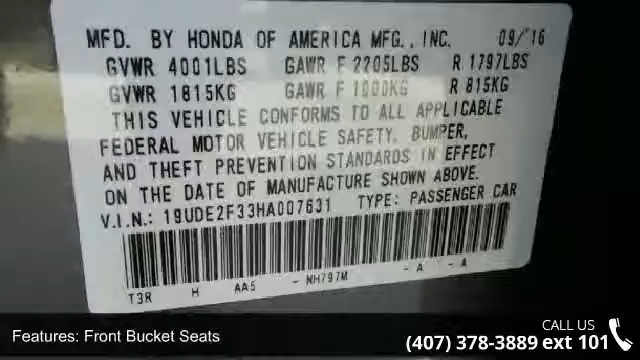 MFD. BY HONDA OF AMERICA MFG., INC. 09/16
GVWR 4001LBS GAWR F 2205LBS R 1797LBS
GVWR 1815KG GAWR F 1000KG R 815KG
THIS VEHICLE CONFORMS TO ALL APPLICABLE
FEDERAL MOTOR VEHICLE SAFETY, BUMPER,
AND THEFT PREVENTION STANDARDS IN EFFECT
ON THE DATE OF MANUFACTURE SHOWN ABOVE.
V.I.N.: 19UDE2F33HA007631 TYPE: PASSENGER CAR
T3R H AA5 - NH797M - A - A
Features: Front Bucket Seats
CALL US
(407) 378-3889 ext 101